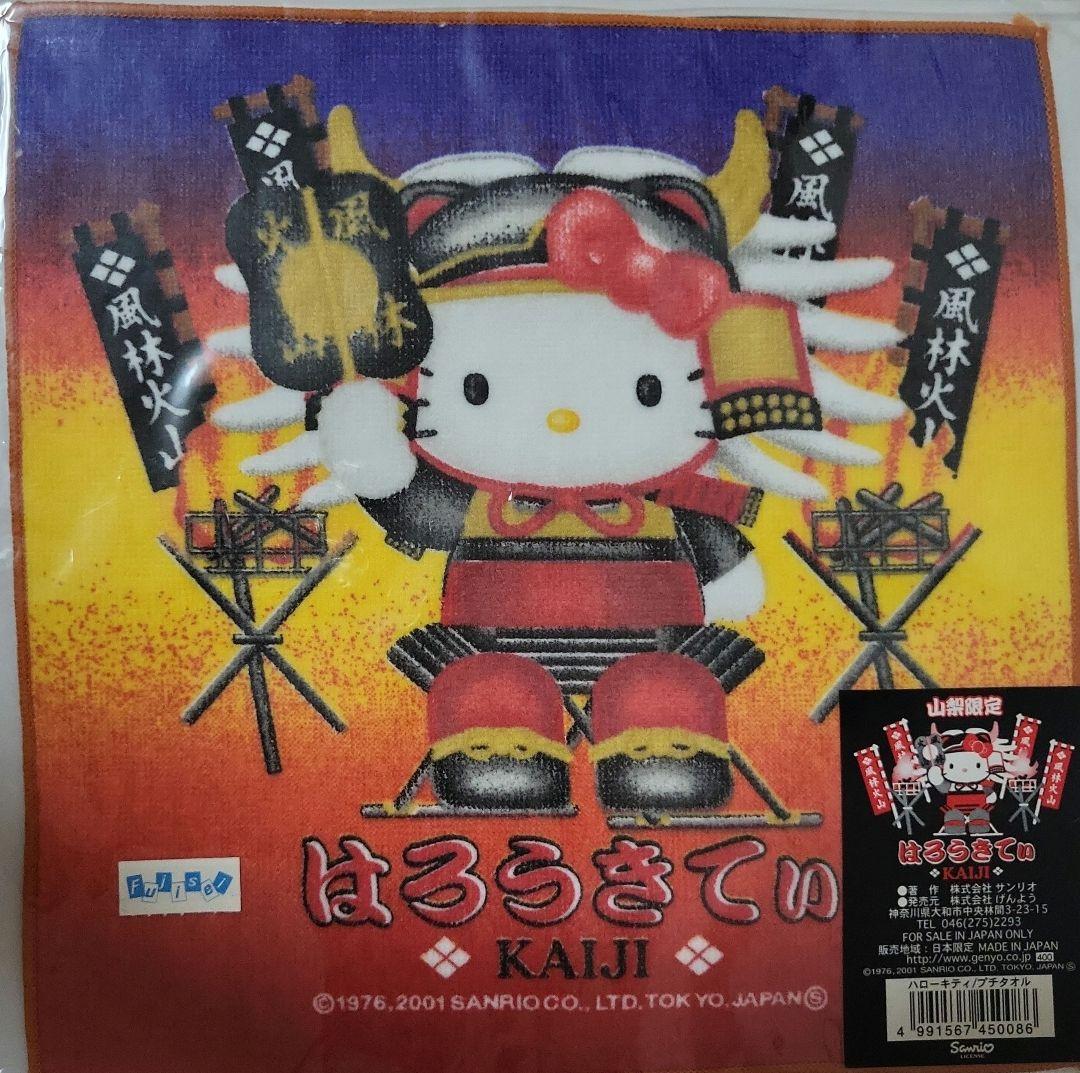 風
風
火 風
山 林
風林火山
風林火
はろうきてぃ
KAIJI
©1976, 2001 SANRIO CO., LTD. TOKYO, JAPAN Ⓢ
Fujisey
山梨限定
風林火山
風林火山
はろうきてぃ
KAIJI
●著 作 株式会社 サンリオ
●発売元 株式会社 げんよう
神奈川県大和市中央林間3-23-15
TEL 046(275)2293
FOR SALE IN JAPAN ONLY
販売地域：日本限定 MADE IN JAPAN
http://www.genyo.co.jp 400
©1976, 2001 SANRIO CO., LTD. TOKYO, JAPAN Ⓢ
ハローキティ/プチタオル
4 991567 450086
Sanrio
LICENSE